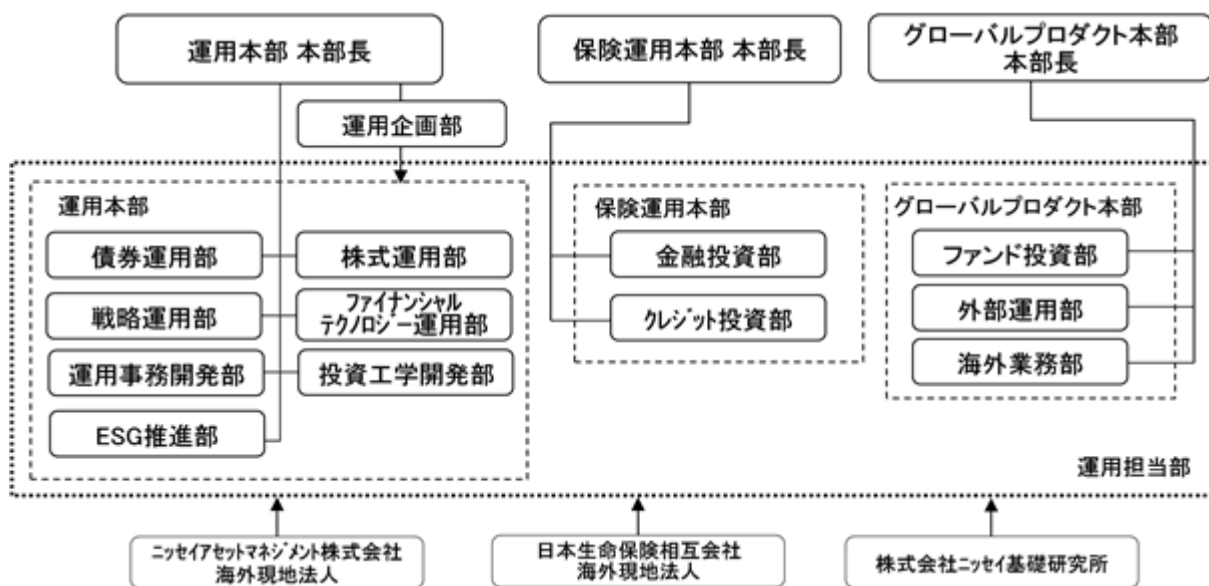 運用本部 本部長
保険運用本部 本部長
グローバルプロダクト本部
本部長
運用企画部
運用本部
債券運用部
株式運用部
戦略運用部
ファイナンシャル
テクノロジー運用部
運用事務開発部
投資工学開発部
ESG推進部
保険運用本部
金融投資部
クレジット投資部
グローバルプロダクト本部
ファンド投資部
外部運用部
海外業務部
運用担当部
ニッセイアセットマネジメント株式会社
海外現地法人
日本生命保険相互会社
海外現地法人
株式会社ニッセイ基礎研究所